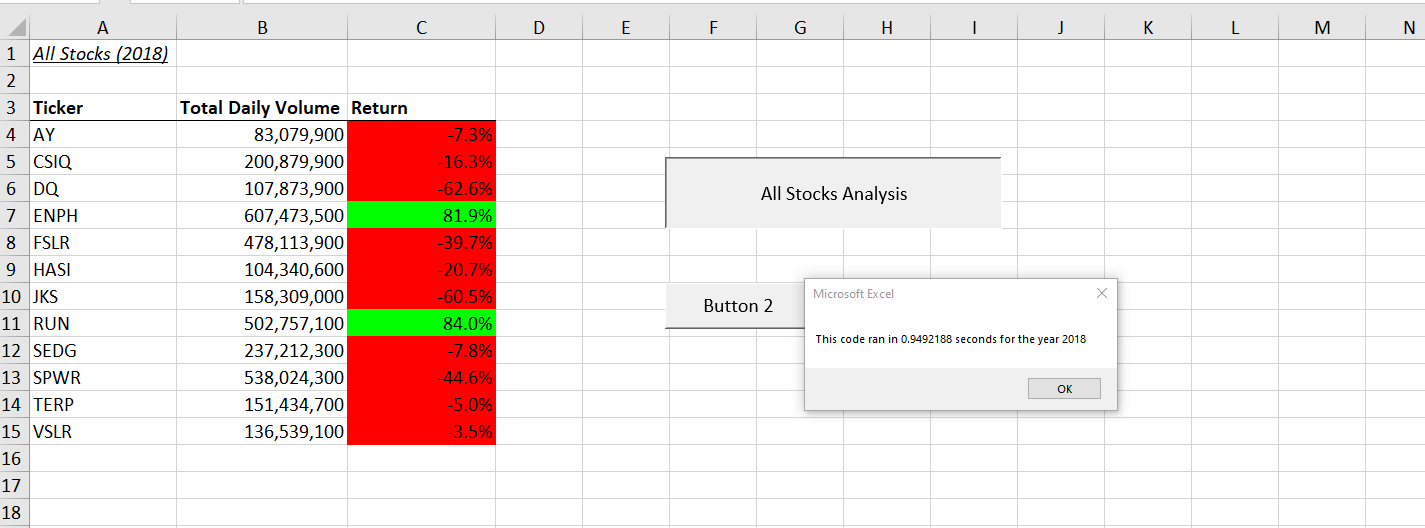 A B C D E F G H I J K L M N
1 All Stocks (2018)
2
3 Ticker Total Daily Volume Return
4 AY 83,079,900 -7.3%
5 CSIQ 200,879,900 -16.3%
6 DQ 107,873,900 -62.6%
All Stocks Analysis
7 ENPH 607,473,500 81.9%
8 FSLR 478,113,900 -39.7%
9 HASI 104,340,600 -20.7%
10 JKS 158,309,000 -60.5%
Button 2
Microsoft Excel
11 RUN 502,757,100 84.0%
This code ran in 0.9492188 seconds for the year 2018
12 SEDG 237,212,300 -7.8%
13 SPWR 538,024,300 -44.6%
OK
14 TERP 151,434,700 -5.0%
15 VSLR 136,539,100 -3.5%
16
17
18